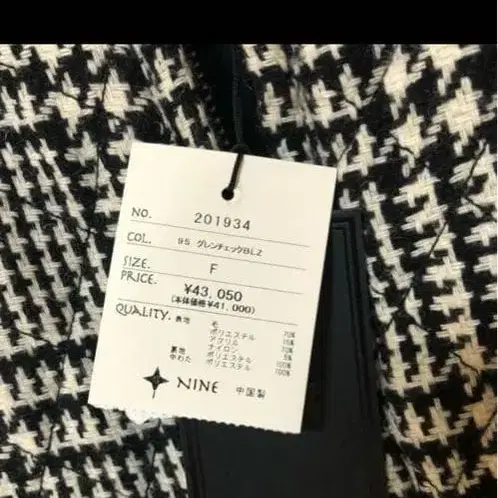 NO. 201934
COL. 95 グレンチェックBLZ
SIZE. F
PRICE. ¥43,050
(本体価格¥41,000)
QUALITY. 表地 毛 70%
ポリエステル 15%
アクリル 10%
ナイロン 5%
裏地 ポリエステル 100%
中わた ポリエステル 100%
NINE 中国製